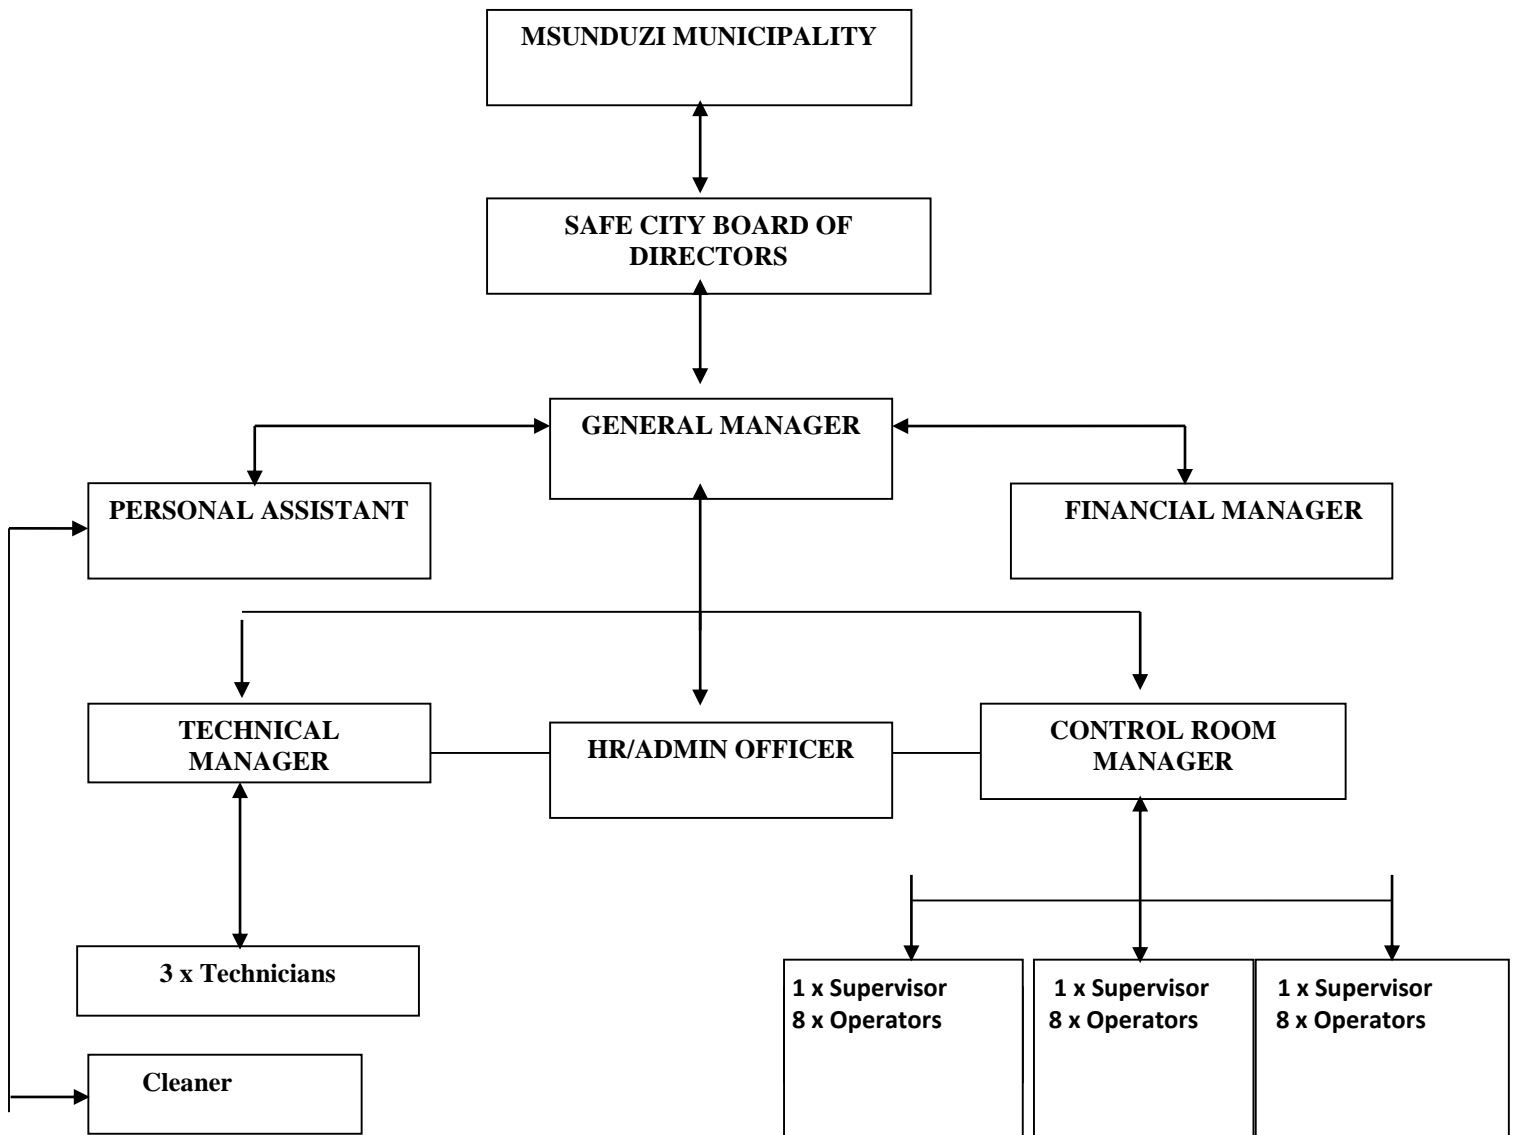 MSUNDUZI MUNICIPALITY
SAFE CITY BOARD OF
DIRECTORS
GENERAL MANAGER
PERSONAL ASSISTANT
FINANCIAL MANAGER
TECHNICAL
MANAGER
HR/ADMIN OFFICER
CONTROL ROOM
MANAGER
3 x Technicians
1 x Supervisor
8 x Operators
1 x Supervisor
8 x Operators
1 x Supervisor
8 x Operators
Cleaner